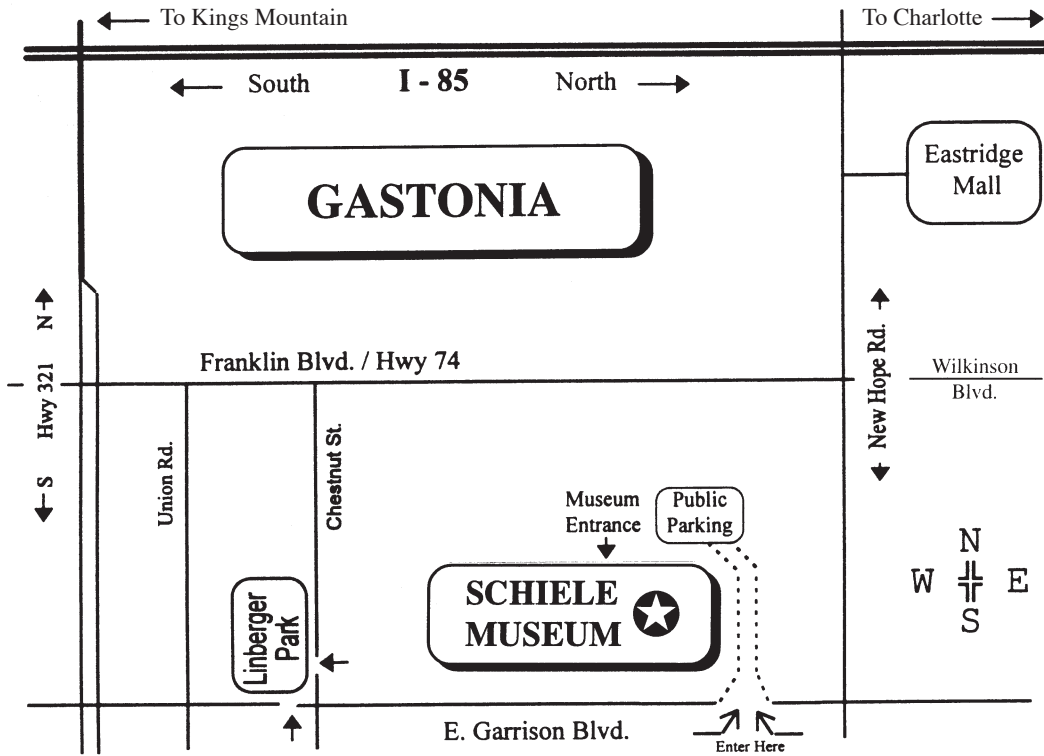 To Kings Mountain
To Charlotte
South I - 85 North
Eastridge
Mall
GASTONIA
N
Hwy 321
S
Franklin Blvd. / Hwy 74
New Hope Rd.
Wilkinson
Blvd.
Union Rd.
Chestnut St.
Museum
Entrance
Public
Parking
N
W E
S
SCHIELE
MUSEUM
Linberger
Park
E. Garrison Blvd.
Enter Here